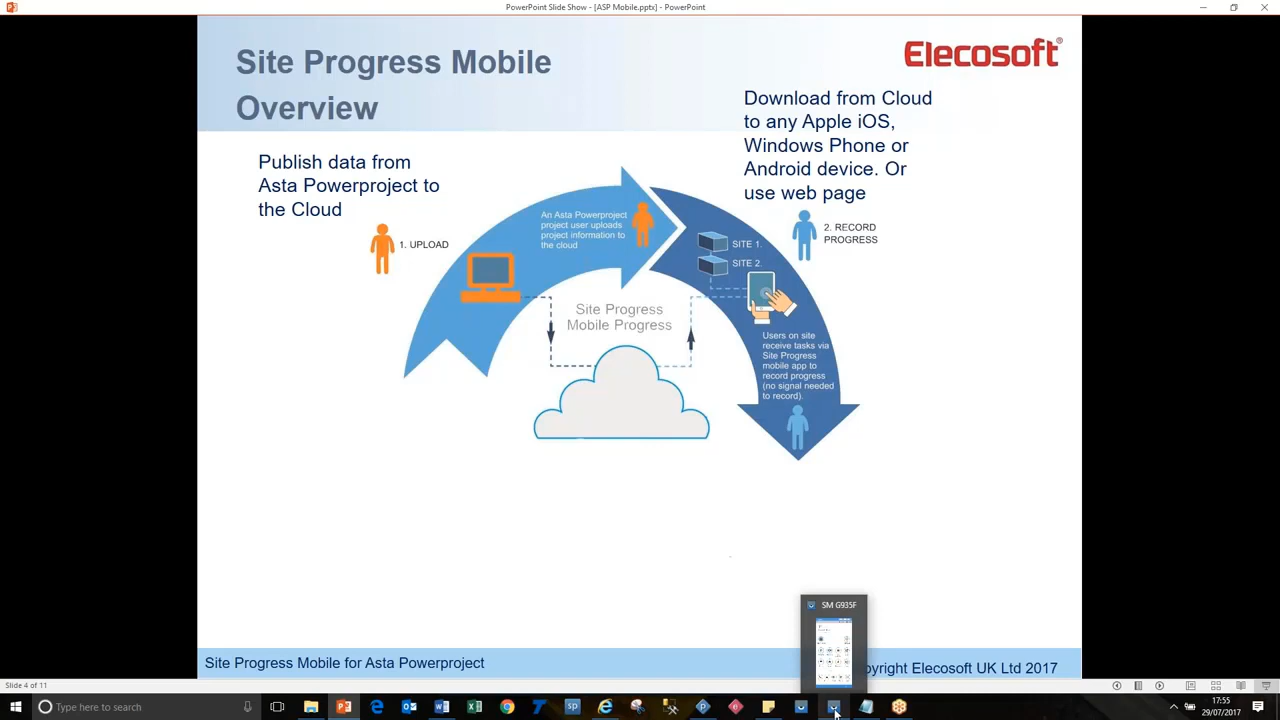 PowerPoint Slide Show - [ASP Mobile.pptx] - PowerPoint
Site Progress Mobile
Overview
Elecosoft®
Download from Cloud
to any Apple iOS,
Windows Phone or
Android device. Or
use web page
Publish data from
Asta Powerproject to
the Cloud
1. UPLOAD
An Asta Powerproject
project user uploads
project information to
the cloud
SITE 1.
SITE 2.
2. RECORD
PROGRESS
Site Progress
Mobile Progress
Users on site
receive tasks via
Site Progress
mobile app to
record progress
(no signal needed
to record).
SM G935F
Site Progress Mobile for Asta Powerproject
pyright Elecosoft UK Ltd 2017
Slide 4 of 11
Type here to search
17:55
29/07/2017